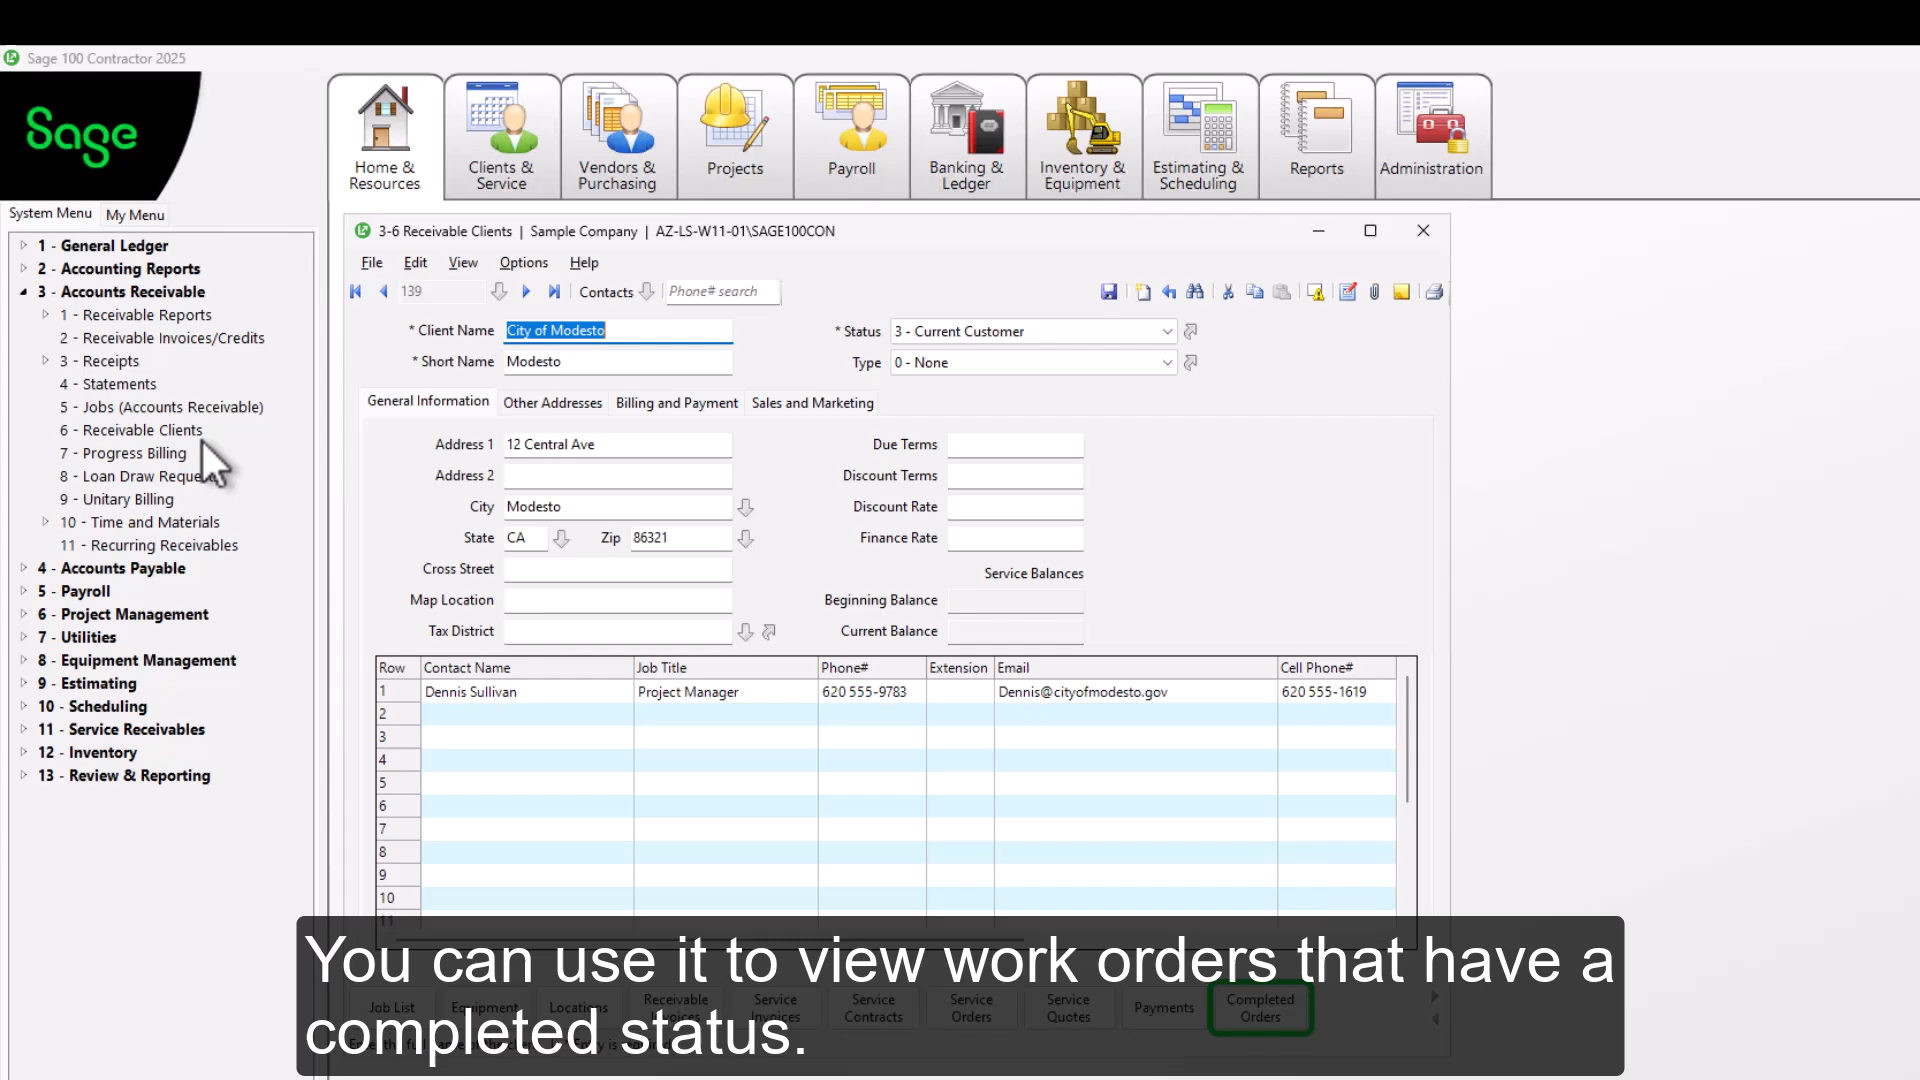 Sage 100 Contractor 2025
Sage
Home & Resources
Clients & Service
Vendors & Purchasing
Projects
Payroll
Banking & Ledger
Inventory & Equipment
Estimating & Scheduling
Reports
Administration
System Menu
My Menu
1 - General Ledger
2 - Accounting Reports
3 - Accounts Receivable
1 - Receivable Reports
2 - Receivable Invoices/Credits
3 - Receipts
4 - Statements
5 - Jobs (Accounts Receivable)
6 - Receivable Clients
7 - Progress Billing
8 - Loan Draw Reque
9 - Unitary Billing
10 - Time and Materials
11 - Recurring Receivables
4 - Accounts Payable
5 - Payroll
6 - Project Management
7 - Utilities
8 - Equipment Management
9 - Estimating
10 - Scheduling
11 - Service Receivables
12 - Inventory
13 - Review & Reporting
3-6 Receivable Clients | Sample Company | AZ-LS-W11-01\SAGE100CON
File Edit View Options Help
139 Contacts Phone# search
* Client Name City of Modesto * Status 3 - Current Customer
* Short Name Modesto Type 0 - None
General Information Other Addresses Billing and Payment Sales and Marketing
Address 1 12 Central Ave Due Terms
Address 2 Discount Terms
City Modesto Discount Rate
State CA Zip 86321 Finance Rate
Cross Street Service Balances
Map Location Beginning Balance
Tax District Current Balance
Row Contact Name Job Title Phone# Extension Email Cell Phone#
1 Dennis Sullivan Project Manager 620 555-9783 Dennis@cityofmodesto.gov 620 555-1619
2
3
4
5
6
7
8
9
10
11
You can use it to view work orders that have a
completed status.
Job List Equipment Locations Receivable Invoices Service Invoices Service Contracts Service Orders Service Quotes Payments Completed Orders